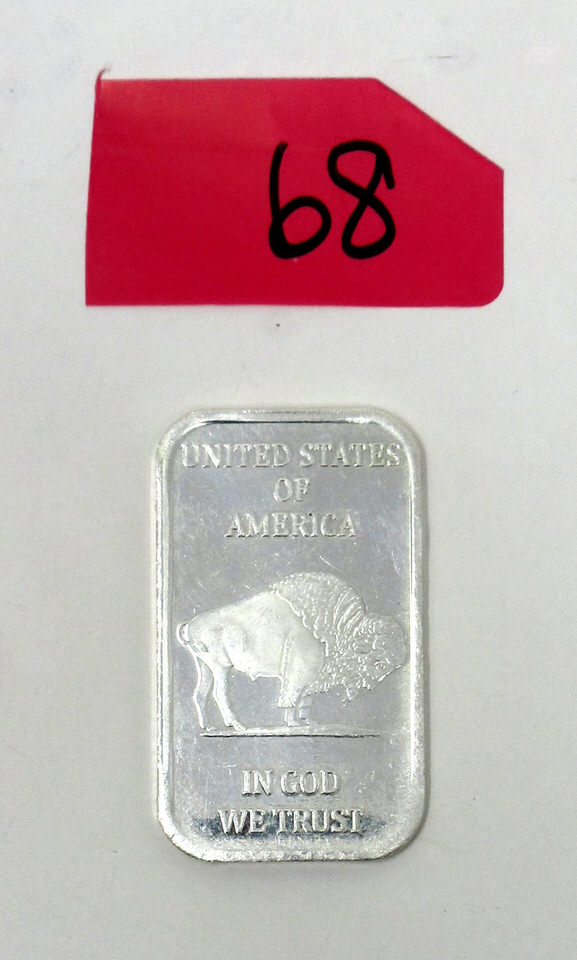 68
UNITED STATES
OF
AMERICA
IN GOD
WE TRUST